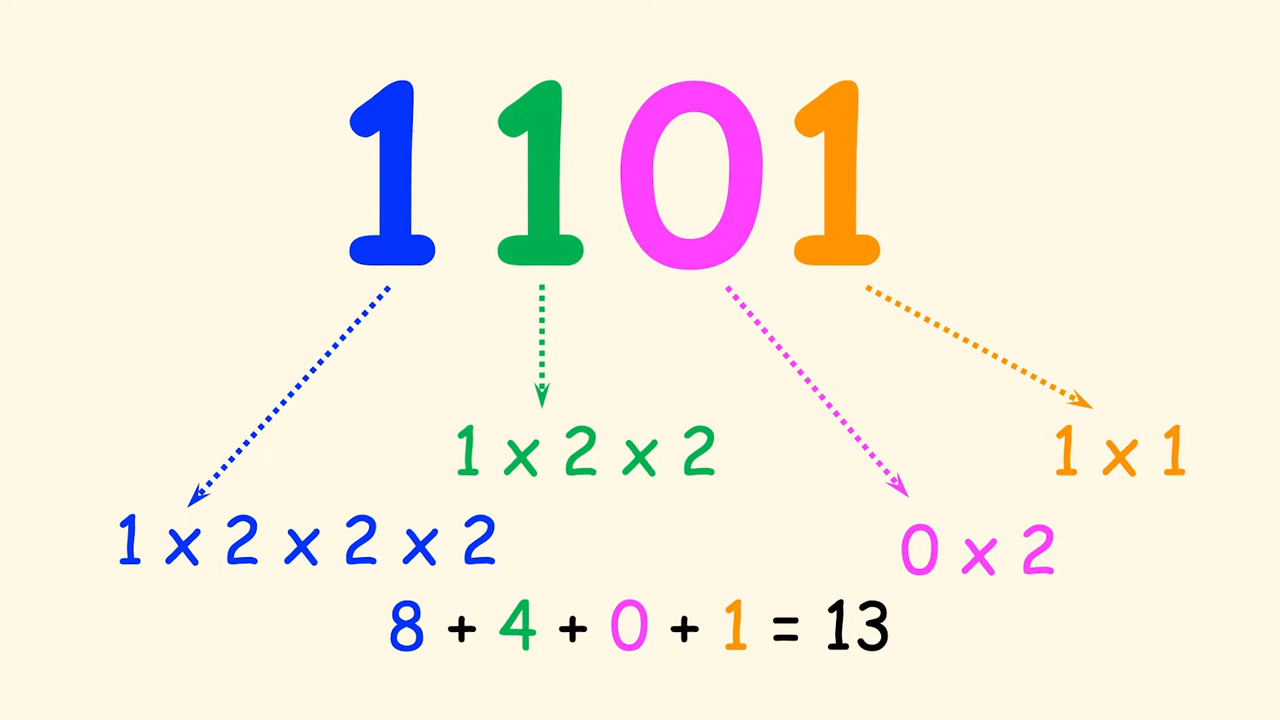 1101
1 x 2 x 2
1 x 1
1 x 2 x 2 x 2
0 x 2
8 + 4 + 0 + 1 = 13